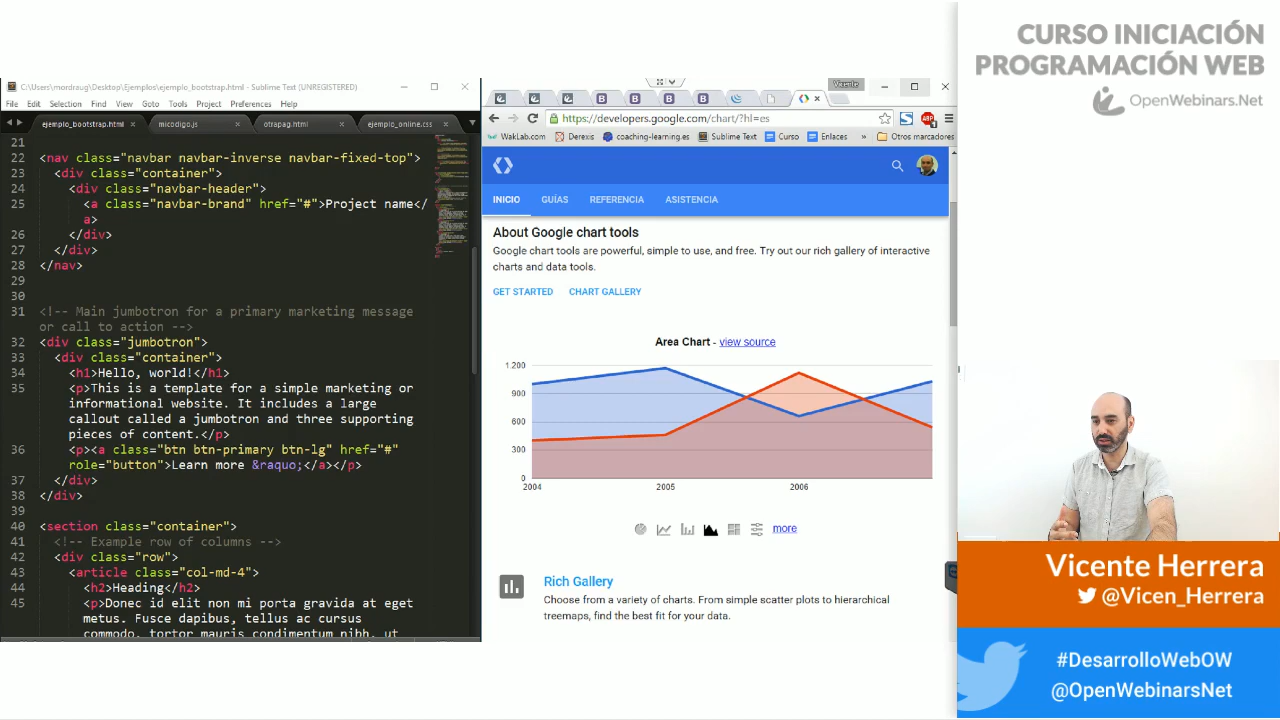 C:\Users\mordraug\Desktop\Ejemplos\ejemplo_bootstrap.html - Sublime Text (UNREGISTERED)
File Edit Selection Find View Goto Tools Project Preferences Help
ejemplo_bootstrap.html × micodigo.js × otrapag.html × ejemplo_online.css ×
21
22 <nav class="navbar navbar-inverse navbar-fixed-top">
23 <div class="container">
24 <div class="navbar-header">
25 <a class="navbar-brand" href="#">Project name</
a>
26 </div>
27 </div>
28 </nav>
29
30
31 <!-- Main jumbotron for a primary marketing message
or call to action -->
32 <div class="jumbotron">
33 <div class="container">
34 <h1>Hello, world!</h1>
35 <p>This is a template for a simple marketing or
informational website. It includes a large
callout called a jumbotron and three supporting
pieces of content.</p>
36 <p><a class="btn btn-primary btn-lg" href="#"
role="button">Learn more &raquo;</a></p>
37 </div>
38 </div>
39
40 <section class="container">
41 <!-- Example row of columns -->
42 <div class="row">
43 <article class="col-md-4">
44 <h2>Heading</h2>
45 <p>Donec id elit non mi porta gravida at eget
metus. Fusce dapibus, tellus ac cursus
commodo, tortor mauris condimentum nibh, ut
Vicente
https://developers.google.com/chart/?hl=es
WakLab.com Derexis coaching-learning.es Sublime Text Curso Enlaces » Otros marcadores
INICIO GUÍAS REFERENCIA ASISTENCIA
About Google chart tools
Google chart tools are powerful, simple to use, and free. Try out our rich gallery of interactive
charts and data tools.
GET STARTED CHART GALLERY
Area Chart - view source
1.200
900
600
300
0
2004 2005 2006
more
Rich Gallery
Choose from a variety of charts. From simple scatter plots to hierarchical
treemaps, find the best fit for your data.
CURSO INICIACIÓN
PROGRAMACIÓN WEB
OpenWebinars.Net
Vicente Herrera
@Vicen_Herrera
#DesarrolloWebOW
@OpenWebinarsNet